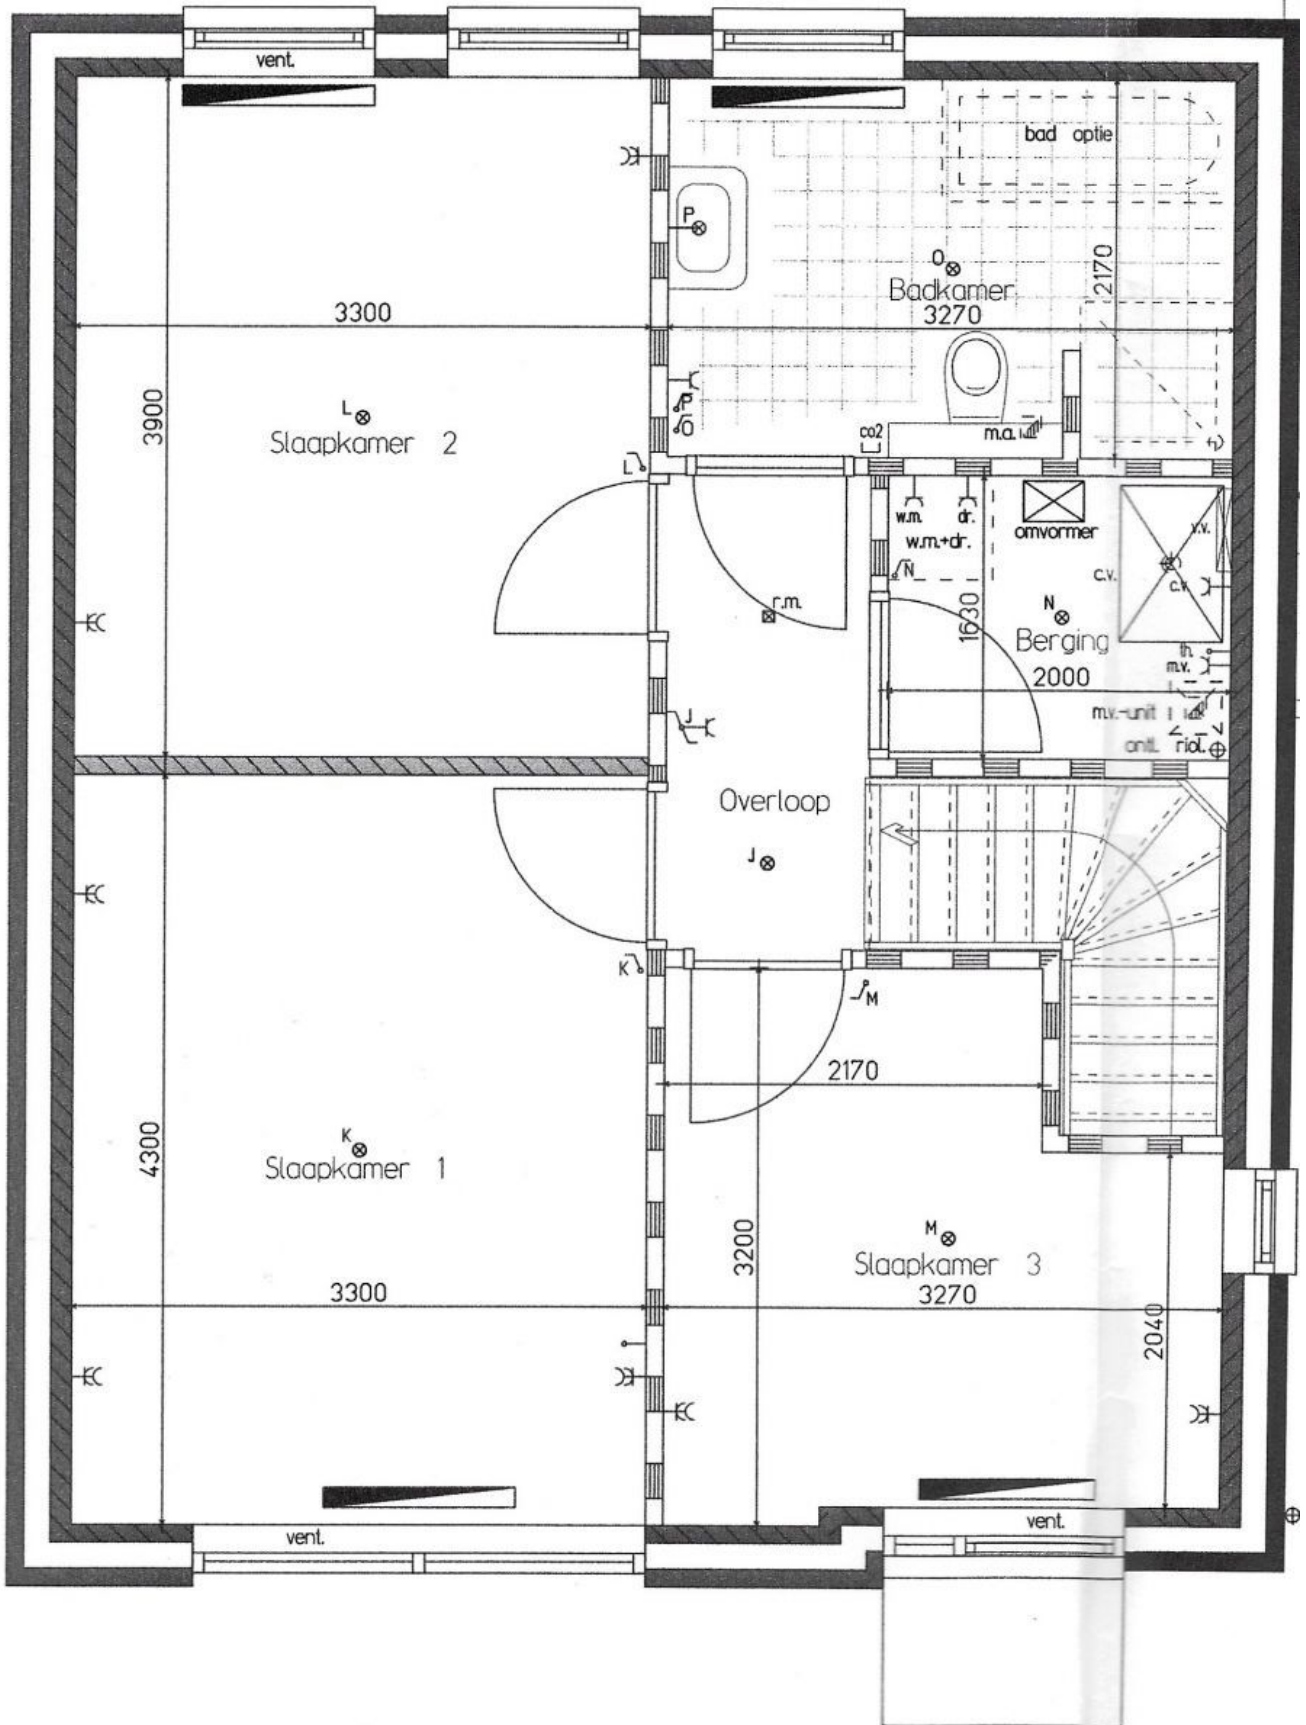 vent.
bad optie
P
O
Badkamer
2170
3300
3270
3900
L
Slaapkamer 2
P
O
co2
m.a.
L
w.m.
dr.
w.m.+dr.
omvormer
v.v.
c.v.
c.v.
N
r.m.
N
1630
Berging
th.
m.v.
2000
m.v.-unit
ontl. riol.
J
Overloop
J
K
M
2170
4300
K
Slaapkamer 1
3200
M
Slaapkamer 3
3300
3270
2040
vent.
vent.